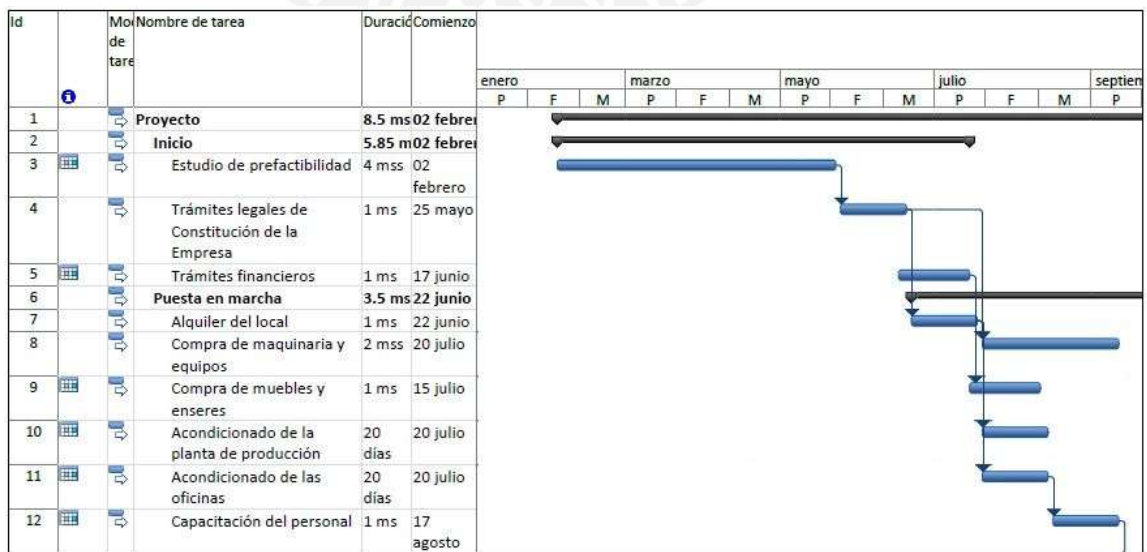 Id Mo Nombre de tarea Duració Comienzo
de
tare
enero marzo mayo julio septiem
P F M P F M P F M P F M P
1 Proyecto 8.5 ms 02 febrer
2 Inicio 5.85 m 02 febrer
3 Estudio de prefactibilidad 4 mss 02
febrero
4 Trámites legales de 1 ms 25 mayo
Constitución de la
Empresa
5 Trámites financieros 1 ms 17 junio
6 Puesta en marcha 3.5 ms 22 junio
7 Alquiler del local 1 ms 22 junio
8 Compra de maquinaria y 2 mss 20 julio
equipos
9 Compra de muebles y 1 ms 15 julio
enseres
10 Acondicionado de la 20 20 julio
planta de producción días
11 Acondicionado de las 20 20 julio
oficinas días
12 Capacitación del personal 1 ms 17
agosto